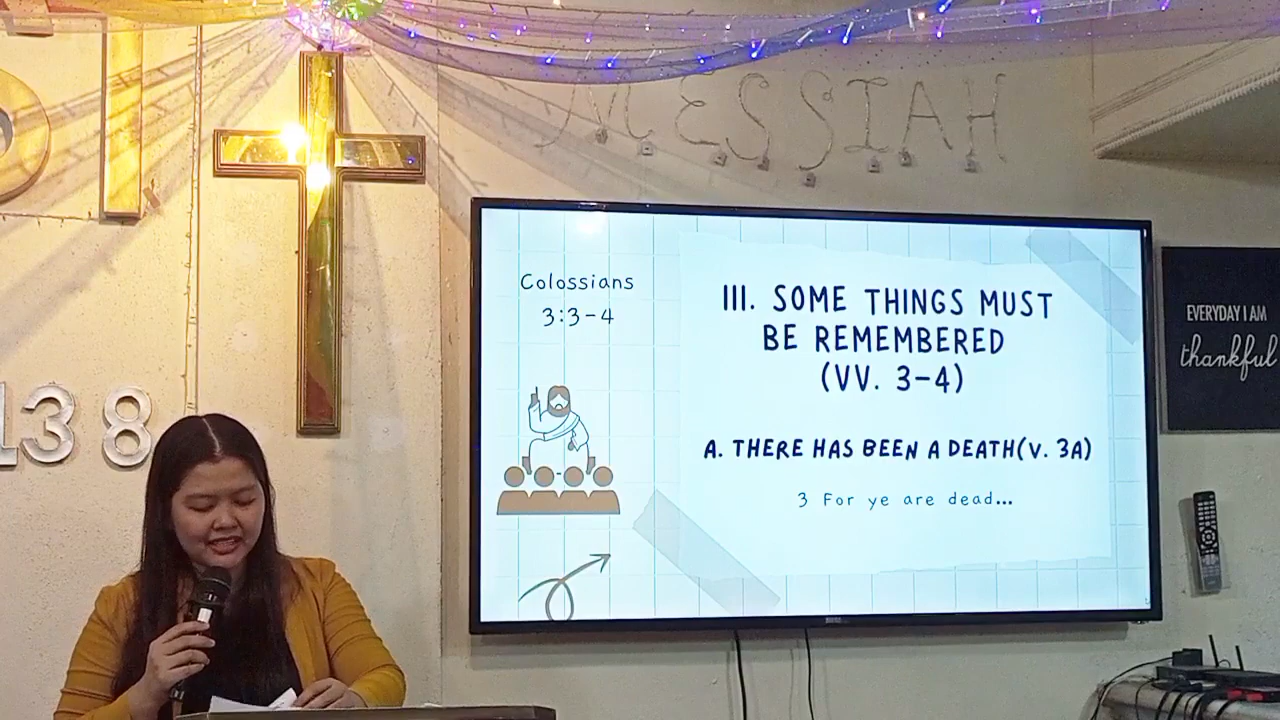 MESSIAH
138
Colossians
3:3-4
III. SOME THINGS MUST
BE REMEMBERED
(VV. 3-4)
A. THERE HAS BEEN A DEATH(V. 3A)
3 For ye are dead...
EVERYDAY I AM
thankful